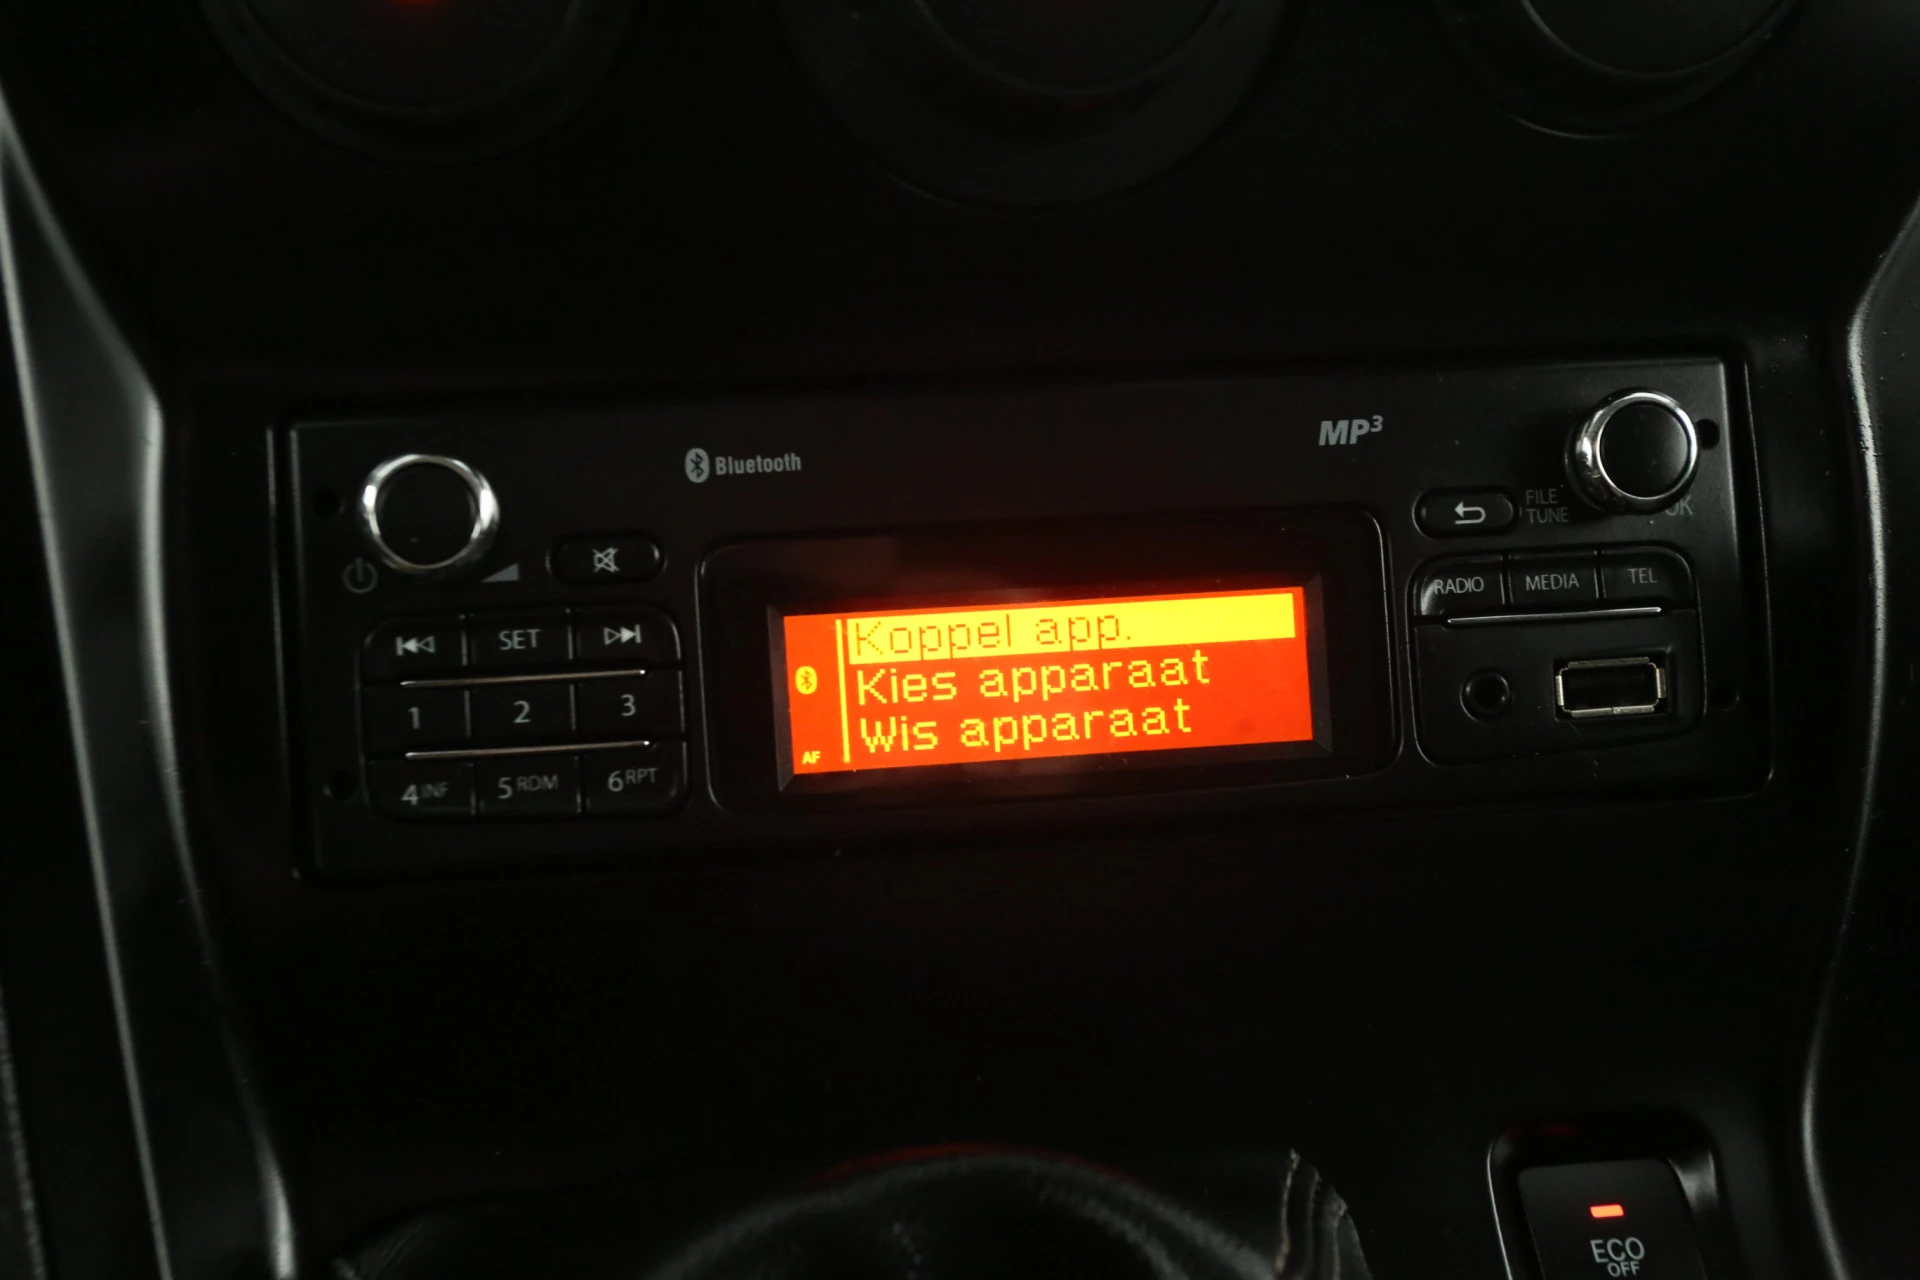 Bluetooth
MP3
FILE
TUNE
OK
RADIO
MEDIA
TEL
SET
1
2
3
4 INF
5 RDM
6 RPT
Koppel app.
Kies apparaat
Wis apparaat
AF
ECO
OFF